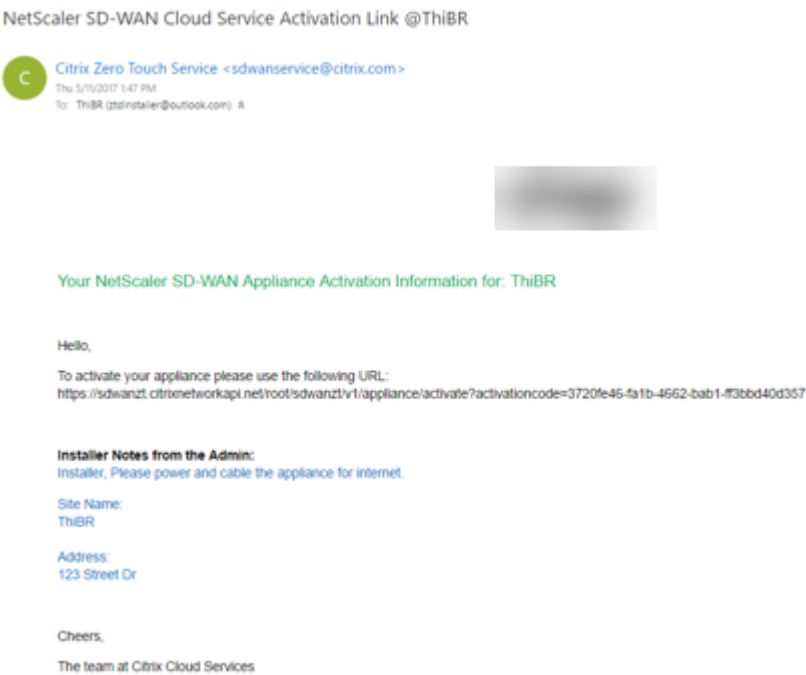 NetScaler SD-WAN Cloud Service Activation Link @ThiBR
C
Citrix Zero Touch Service <sdwanservice@citrix.com>
Thu 5/11/2017 1:47 PM
To: ThiBR (ztdinstaller@outlook.com)
Your NetScaler SD-WAN Appliance Activation Information for: ThiBR
Hello,
To activate your appliance please use the following URL:
https://sdwanzt.citrixnetworkapi.net/root/sdwanzt/v1/appliance/activate?activationcode=3720fe46-fa1b-4662-bab1-ff3bbd40d357
Installer Notes from the Admin:
Installer, Please power and cable the appliance for internet.
Site Name:
ThiBR
Address:
123 Street Dr
Cheers,
The team at Citrix Cloud Services